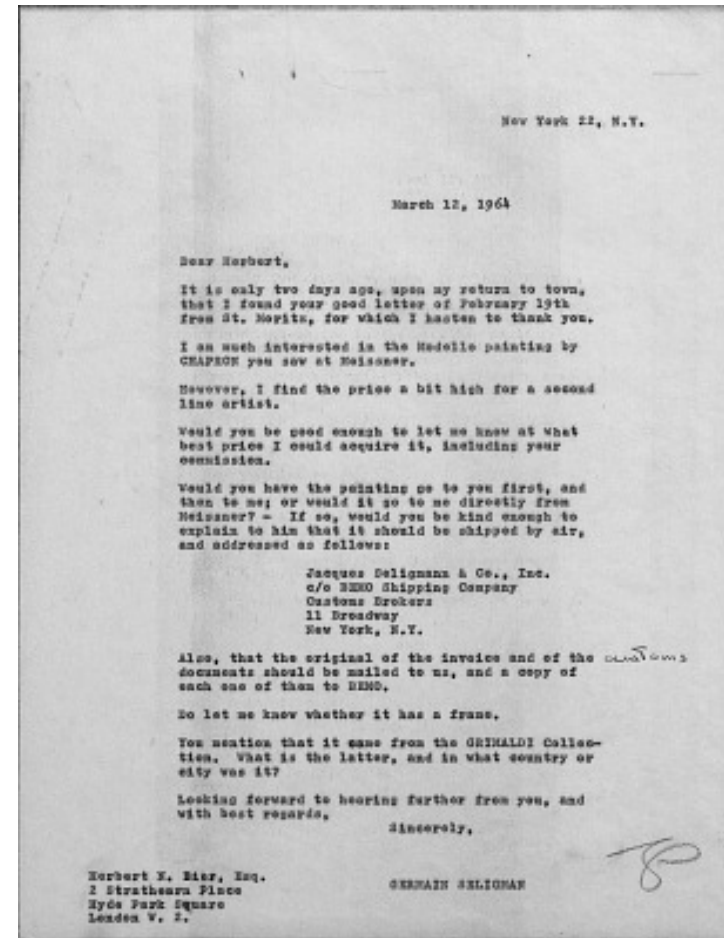 New York 22, N.Y.
March 12, 1964
Dear Herbert,
It is only two days ago, upon my return to town,
that I found your good letter of February 19th
from St. Moritz, for which I hasten to thank you.
I am much interested in the Modello painting by
CHAPRON you saw at Meissner.
However, I find the price a bit high for a second
line artist.
Would you be good enough to let me know at what
best price I could acquire it, including your
commission.
Would you have the painting go to you first, and
then to me; or would it go to me directly from
Meissner? - If so, would you be kind enough to
explain to him that it should be shipped by air,
and addressed as follows:
Jacques Seligmann & Co., Inc.
c/o BEMO Shipping Company
Customs Brokers
11 Broadway
New York, N.Y.
Also, that the original of the invoice and of the customs
documents should be mailed to us, and a copy of
each one of them to BEMO.
Do let me know whether it has a frame.
You mention that it came from the GRIMALDI Collec-
tion. What is the latter, and in what country or
city was it?
Looking forward to hearing further from you, and
with best regards,
Sincerely,
GERMAIN SELIGMAN
Herbert N. Bier, Esq.
2 Strathearn Place
Hyde Park Square
London W. 2.